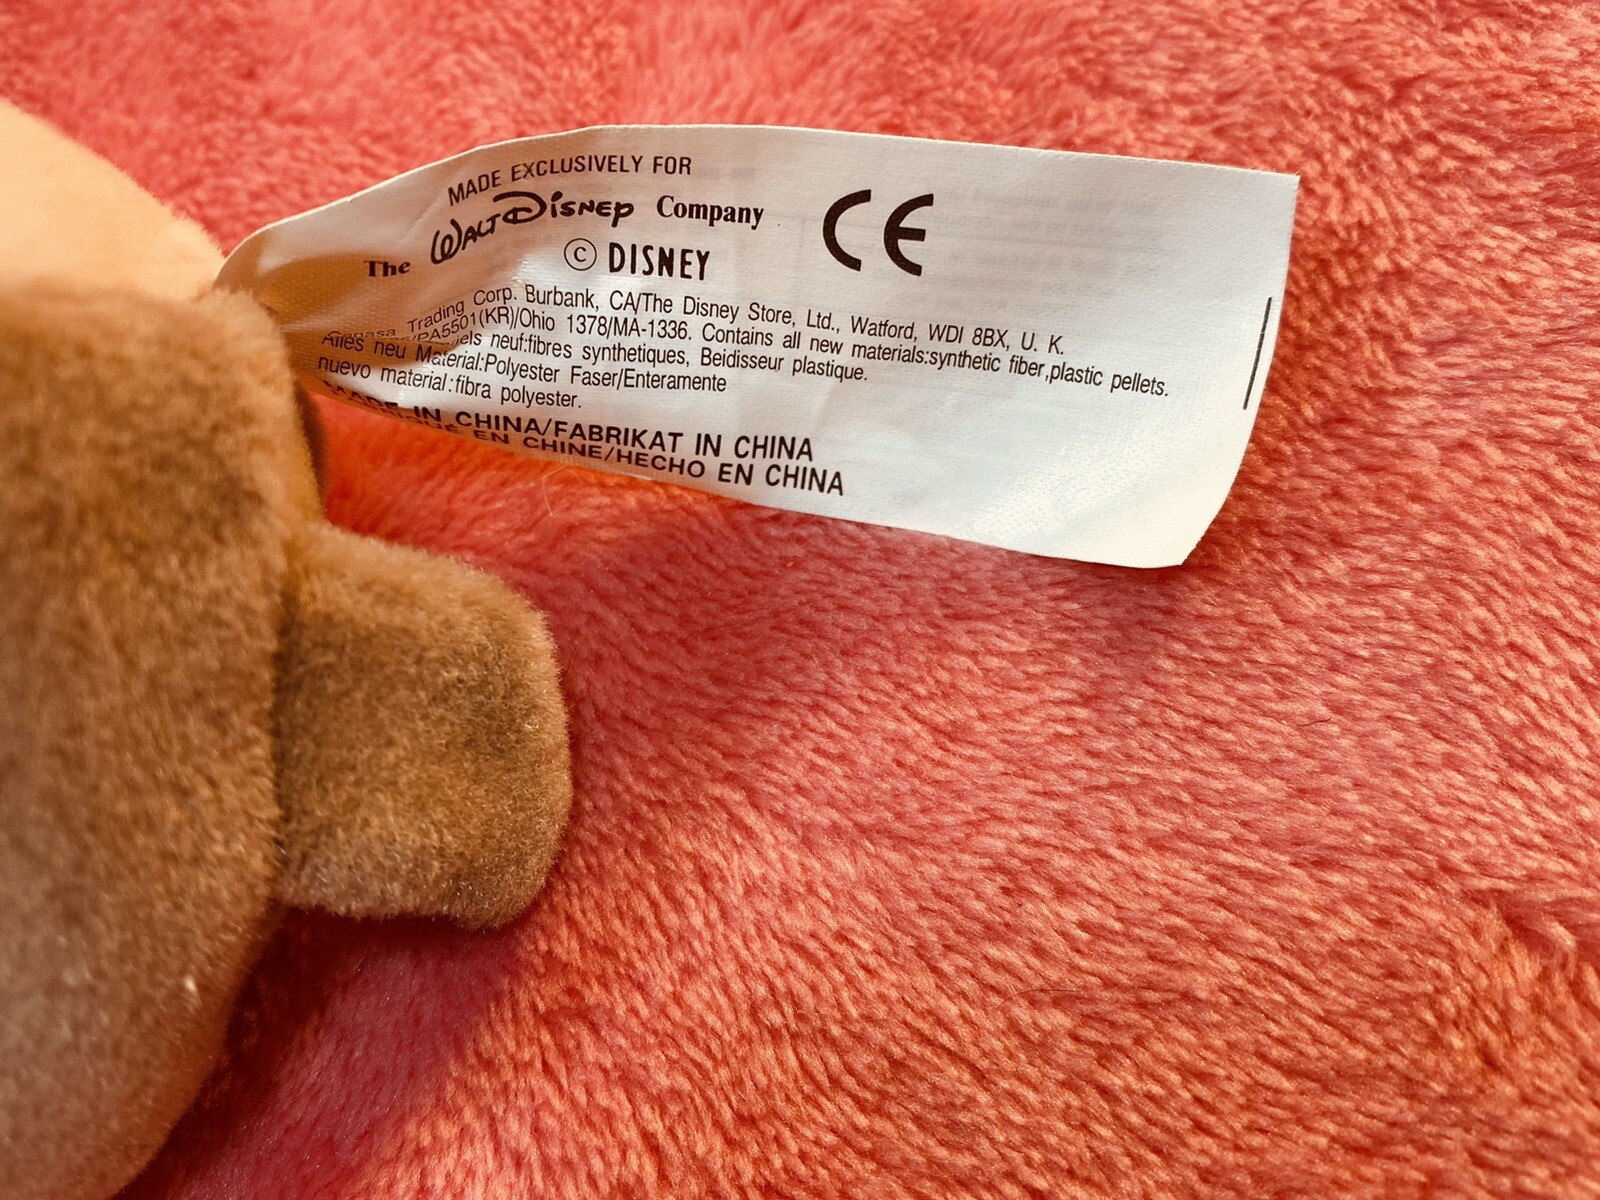 MADE EXCLUSIVELY FOR
The WALT DISNEY Company
© DISNEY
CE
Trading Corp. Burbank, CA/The Disney Store, Ltd., Watford, WDI 8BX, U. K.
/PA5501(KR)/Ohio 1378/MA-1336. Contains all new materials:synthetic fiber,plastic pellets.
neuf:fibres synthetiques, Beidisseur plastique.
Alles neu Material:Polyester Faser/Enteramente
nuevo material:fibra polyester.
MADE IN CHINA/FABRIKAT IN CHINA
EN CHINE/HECHO EN CHINA